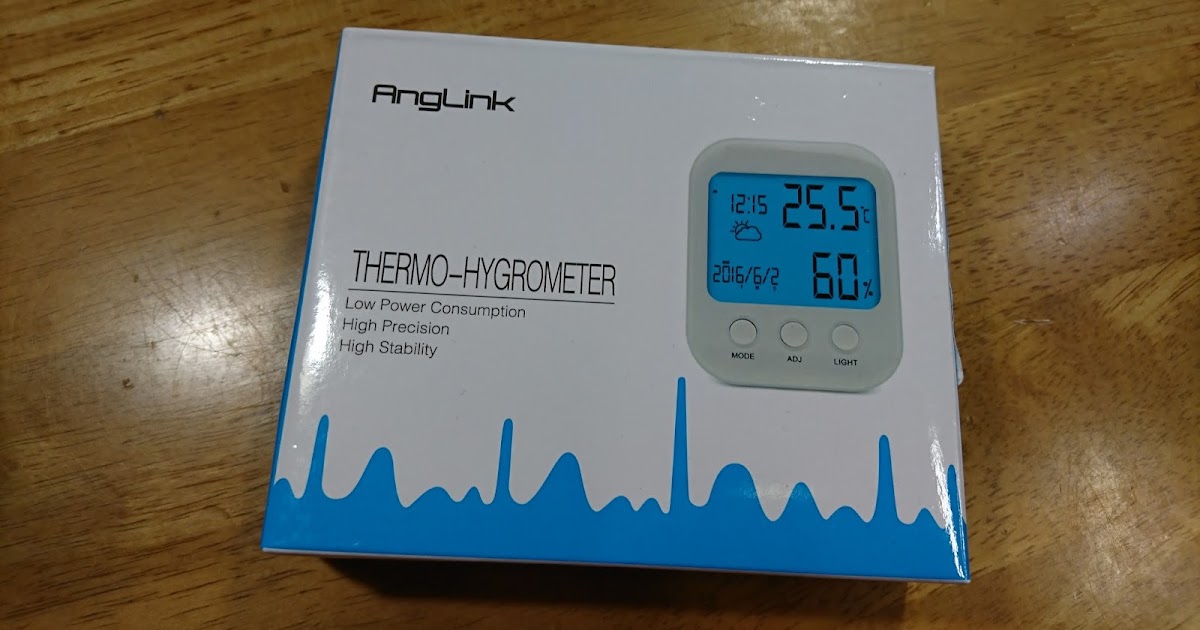 AngLink
12:15 25.5°C
2016/6/2 60%
MODE ADJ LIGHT
THERMO-HYGROMETER
Low Power Consumption
High Precision
High Stability